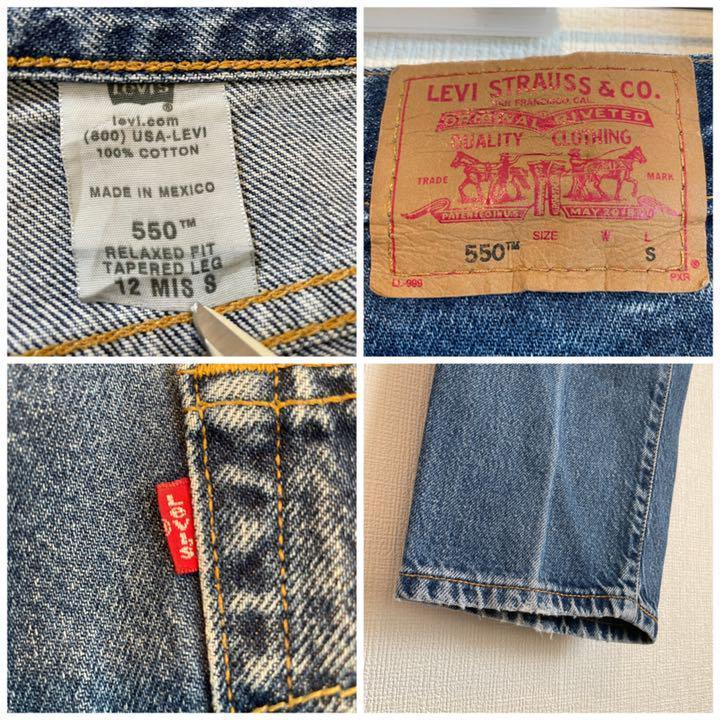 LEVI'S
®
levi.com
(800) USA-LEVI
100% COTTON
MADE IN MEXICO
550™
RELAXED FIT
TAPERED LEG
12 MIS S
LEVI STRAUSS & CO.
SAN FRANCISCO, CAL.
ORIGINAL RIVETED
QUALITY CLOTHING
TRADE MARK
PATENTED IN U.S. MAY 20 1873
SIZE W L
550™ S
®
PXR
LEVI'S
®